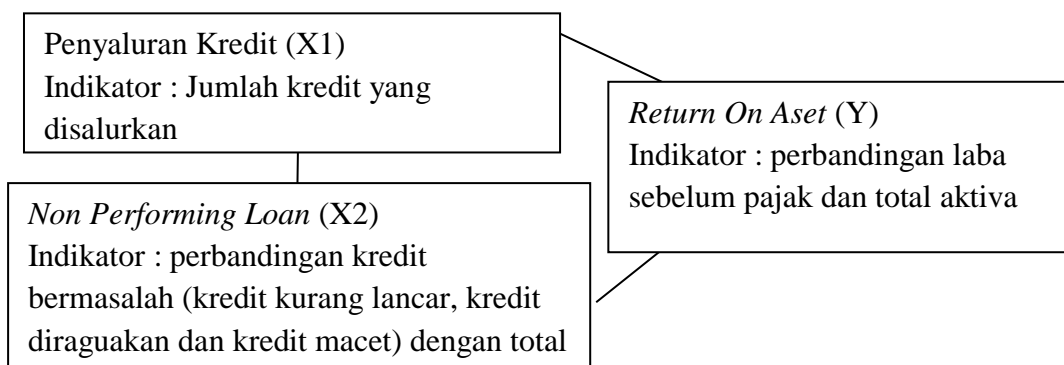 Penyaluran Kredit (X1)
Indikator : Jumlah kredit yang
disalurkan
Return On Aset (Y)
Indikator : perbandingan laba
sebelum pajak dan total aktiva
Non Performing Loan (X2)
Indikator : perbandingan kredit
bermasalah (kredit kurang lancar, kredit
diraguakan dan kredit macet) dengan total